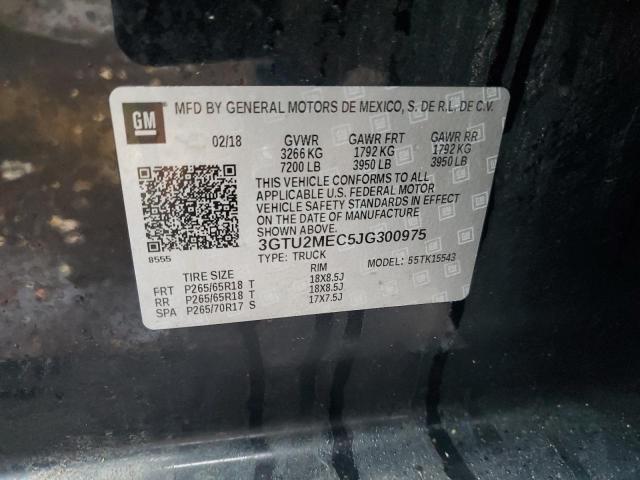 GM
MFD BY GENERAL MOTORS DE MEXICO, S. DE R.L. DE C.V.
02/18 GVWR GAWR FRT GAWR RR
3266 KG 1792 KG 1792 KG
7200 LB 3950 LB 3950 LB
THIS VEHICLE CONFORMS TO ALL
APPLICABLE U.S. FEDERAL MOTOR
VEHICLE SAFETY STANDARDS IN EFFECT
ON THE DATE OF MANUFACTURE
SHOWN ABOVE.
3GTU2MEC5JG300975
8555
TYPE: TRUCK MODEL: 55TK15543
TIRE SIZE RIM
FRT P265/65R18 T 18X8.5J
RR P265/65R18 T 18X8.5J
SPA P265/70R17 S 17X7.5J